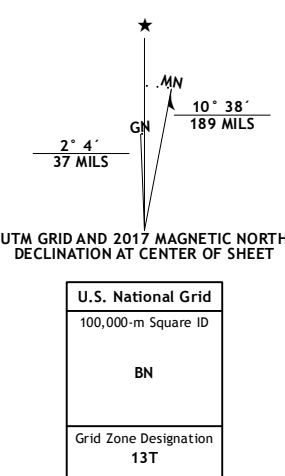 MN
GN
10° 38´
189 MILS
2° 4´
37 MILS
UTM GRID AND 2017 MAGNETIC NORTH
DECLINATION AT CENTER OF SHEET
U.S. National Grid
100,000-m Square ID
BN
Grid Zone Designation
13T